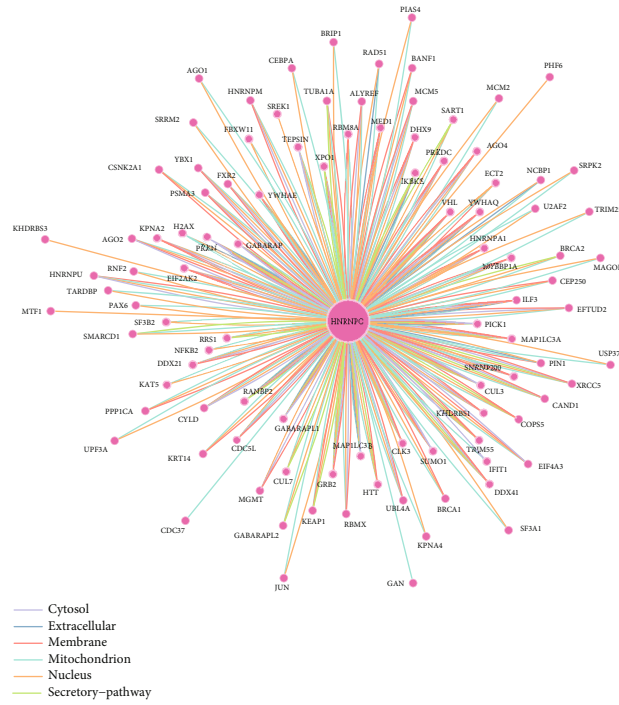 PIAS4
BRIP1
RAD51
CEBPA
BANF1
PHF6
AGO1
HNRNPM
TUBA1A
ALYREF
MCM5
MCM2
SREK1
SART1
SRRM2
FBXW11
RBM8A
MED1
DHX9
TEPSIN
PRKDC
AGO4
YBX1
XPO1
CSNK2A1
FXR2
ECT2
NCBP1
SRPK2
PSMA3
YWHAE
VHL
YWHAQ
U2AF2
TRIM2
KHDRBS3
KPNA2
H2AX
AGO2
GABARAP
HNRNPA1
BRCA2
MAGOH
HNRNPU
RNF2
EIF2AK2
CEP250
TARDBP
ILF3
PAX6
EFTUD2
MTF1
SF3B2
HNRNPC
PICK1
SMARCD1
RRS1
MAP1LC3A
NFKB2
DDX21
PIN1
USP37
SNRNP200
XRCC5
KAT5
CUL3
CAND1
RANBP2
PPP1CA
CYLD
KHDRBS1
COPS5
GABARAPL1
UPF3A
KRT14
CDC5L
MAP1LC3B
CLK3
TRIM55
SUMO1
IFIT1
EIF4A3
CUL7
GRB2
MGMT
HTT
DDX41
KEAP1
UBL4A
BRCA1
CDC37
GABARAPL2
RBMX
SF3A1
KPNA4
JUN
GAN
Cytosol
Extracellular
Membrane
Mitochondrion
Nucleus
Secretory-pathway